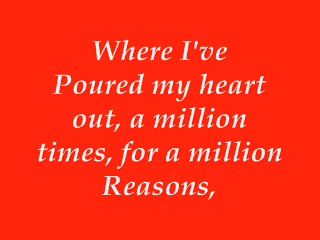 Where I've
Poured my heart
out, a million
times, for a million
Reasons,